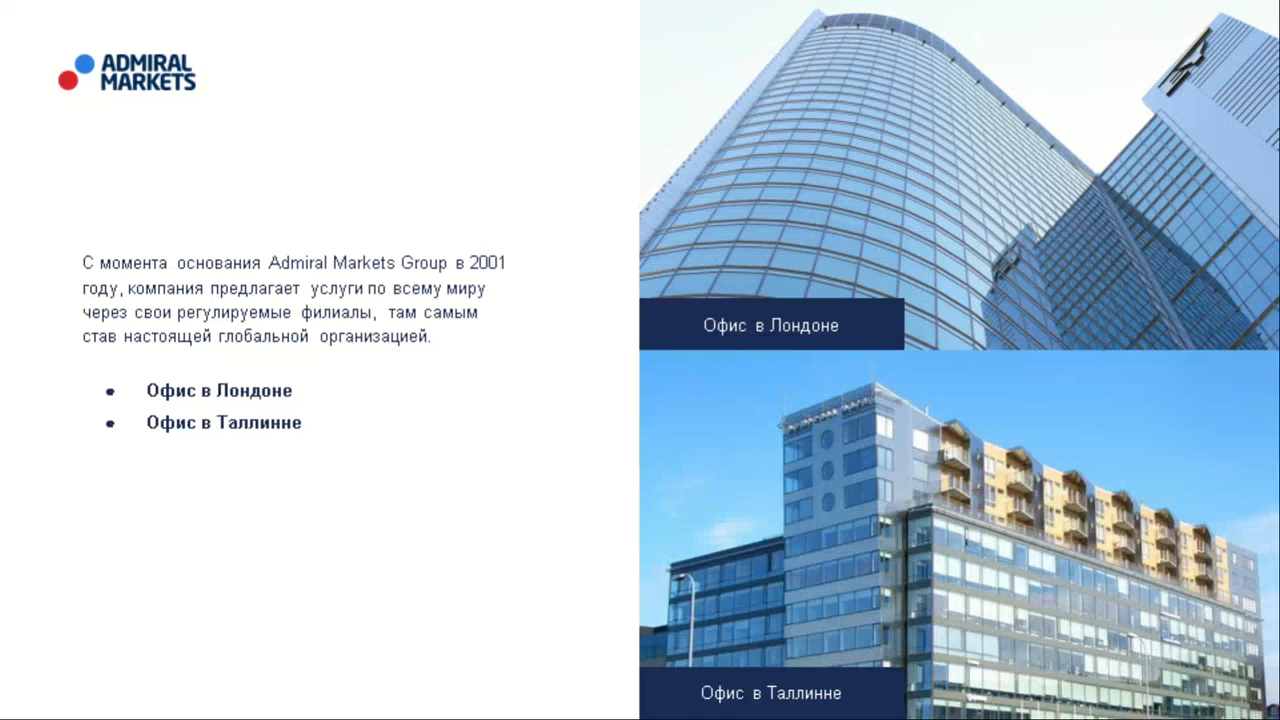 ADMIRAL
MARKETS
С момента основания Admiral Markets Group в 2001
году, компания предлагает услуги по всему миру
через свои регулируемые филиалы, там самым
став настоящей глобальной организацией.
• Офис в Лондоне
• Офис в Таллинне
Офис в Лондоне
Офис в Таллинне